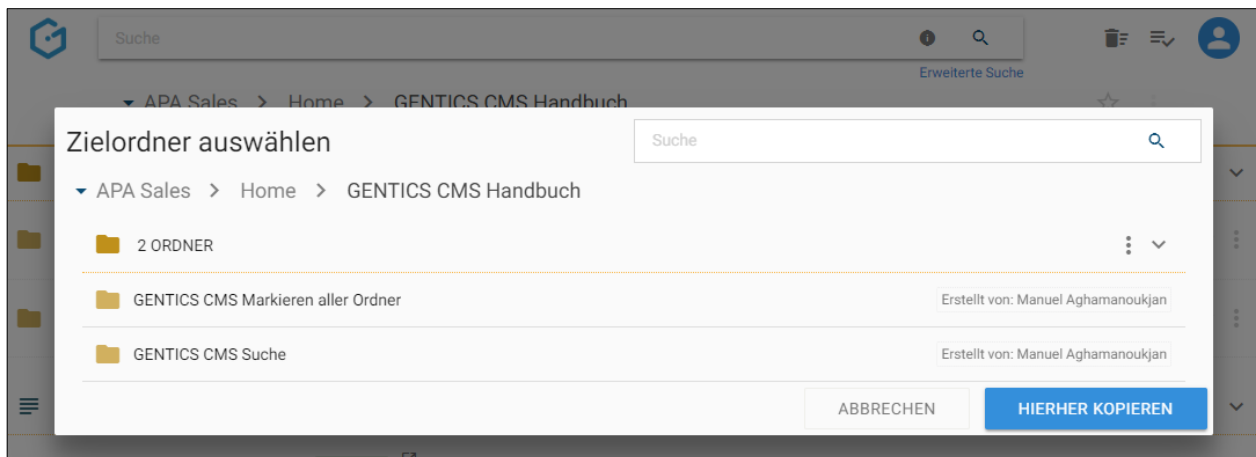 Suche
Erweiterte Suche
APA Sales > Home > GENTICS CMS Handbuch
Zielordner auswählen
Suche
APA Sales > Home > GENTICS CMS Handbuch
2 ORDNER
GENTICS CMS Markieren aller Ordner
Erstellt von: Manuel Aghamanoukjan
GENTICS CMS Suche
Erstellt von: Manuel Aghamanoukjan
ABBRECHEN
HIERHER KOPIEREN